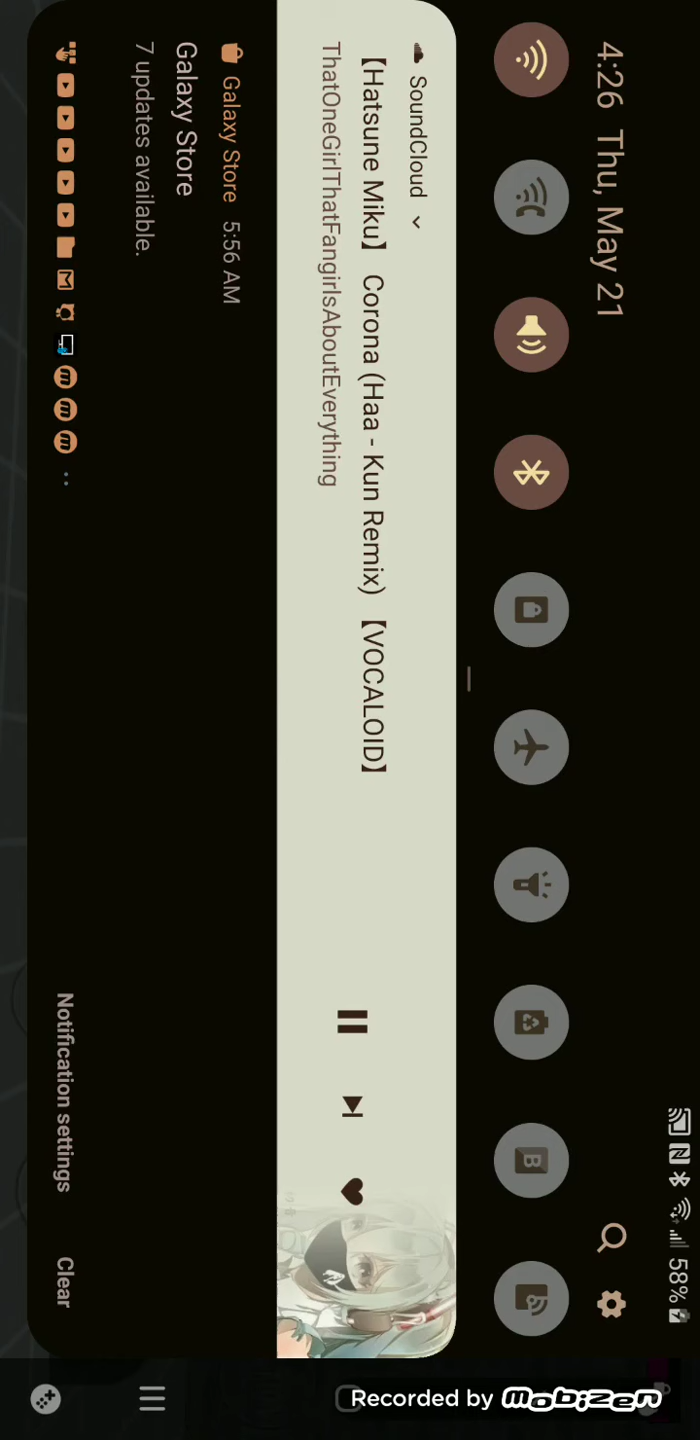 4:26 Thu, May 21
58%
SoundCloud
【Hatsune Miku】 Corona (Haa - Kun Remix) 【VOCALOID】
ThatOneGirlThatFangirlsAboutEverything
Galaxy Store 5:56 AM
Galaxy Store
7 updates available.
Notification settings Clear
Recorded by mobizen